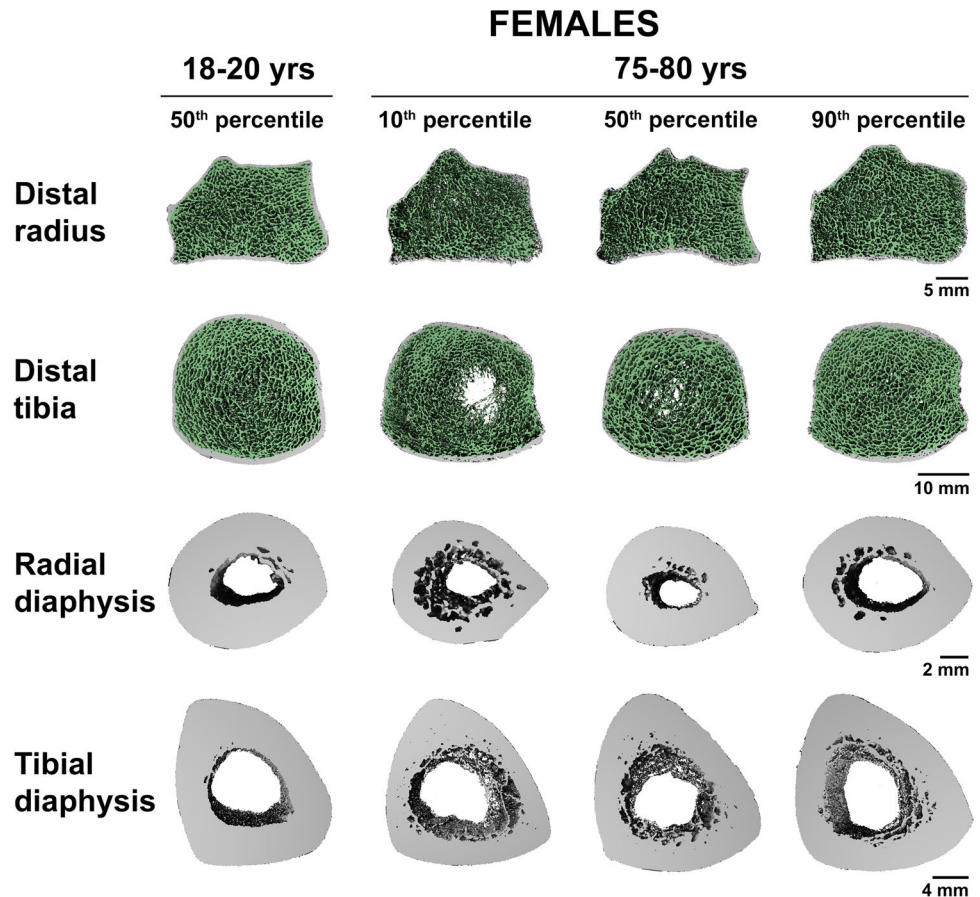 FEMALES
18-20 yrs
75-80 yrs
50th percentile
10th percentile
50th percentile
90th percentile
Distal
radius
5 mm
Distal
tibia
10 mm
Radial
diaphysis
2 mm
Tibial
diaphysis
4 mm